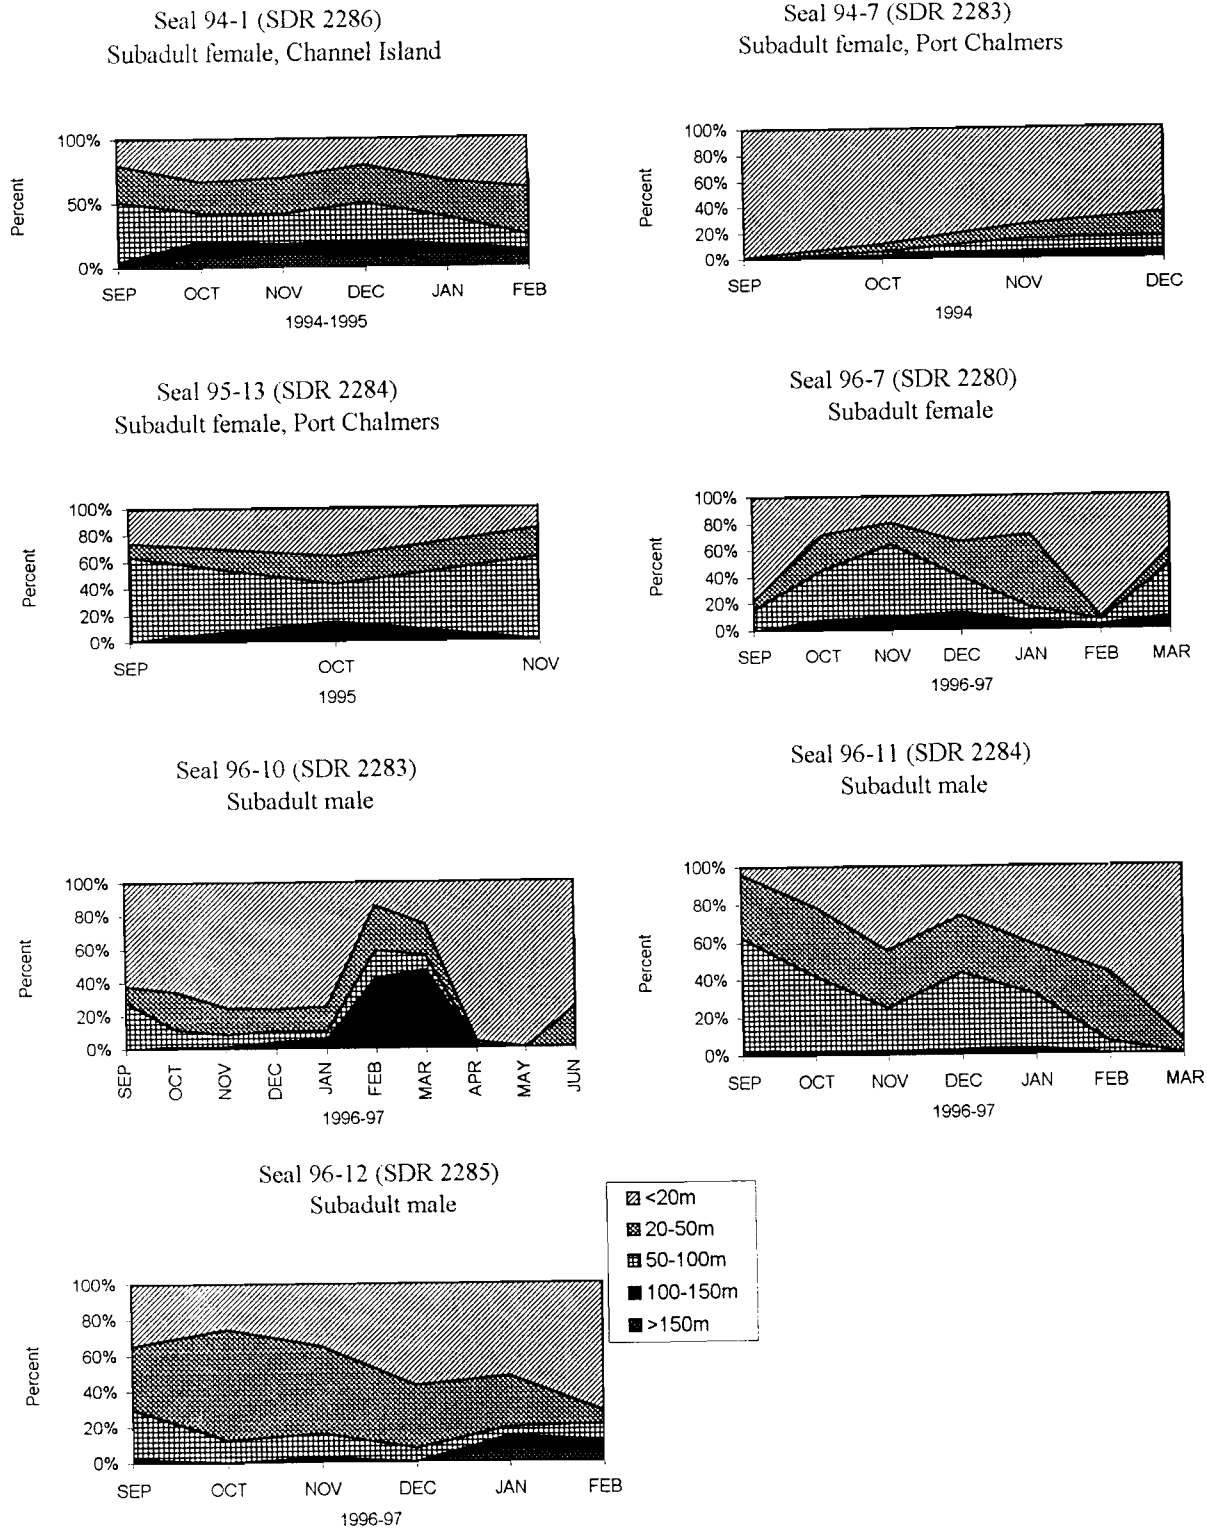 Seal 94-1 (SDR 2286)
Subadult female, Channel Island
100%
50%
0%
Percent
SEP OCT NOV DEC JAN FEB
1994-1995
Seal 94-7 (SDR 2283)
Subadult female, Port Chalmers
100%
80%
60%
40%
20%
0%
Percent
SEP OCT NOV DEC
1994
Seal 95-13 (SDR 2284)
Subadult female, Port Chalmers
100%
80%
60%
40%
20%
0%
Percent
SEP OCT NOV
1995
Seal 96-7 (SDR 2280)
Subadult female
100%
80%
60%
40%
20%
0%
Percent
SEP OCT NOV DEC JAN FEB MAR
1996-97
Seal 96-10 (SDR 2283)
Subadult male
100%
80%
60%
40%
20%
0%
Percent
SEP OCT NOV DEC JAN FEB MAR APR MAY JUN
1996-97
Seal 96-11 (SDR 2284)
Subadult male
100%
80%
60%
40%
20%
0%
Percent
SEP OCT NOV DEC JAN FEB MAR
1996-97
Seal 96-12 (SDR 2285)
Subadult male
100%
80%
60%
40%
20%
0%
Percent
SEP OCT NOV DEC JAN FEB
1996-97
<20m
20-50m
50-100m
100-150m
>150m